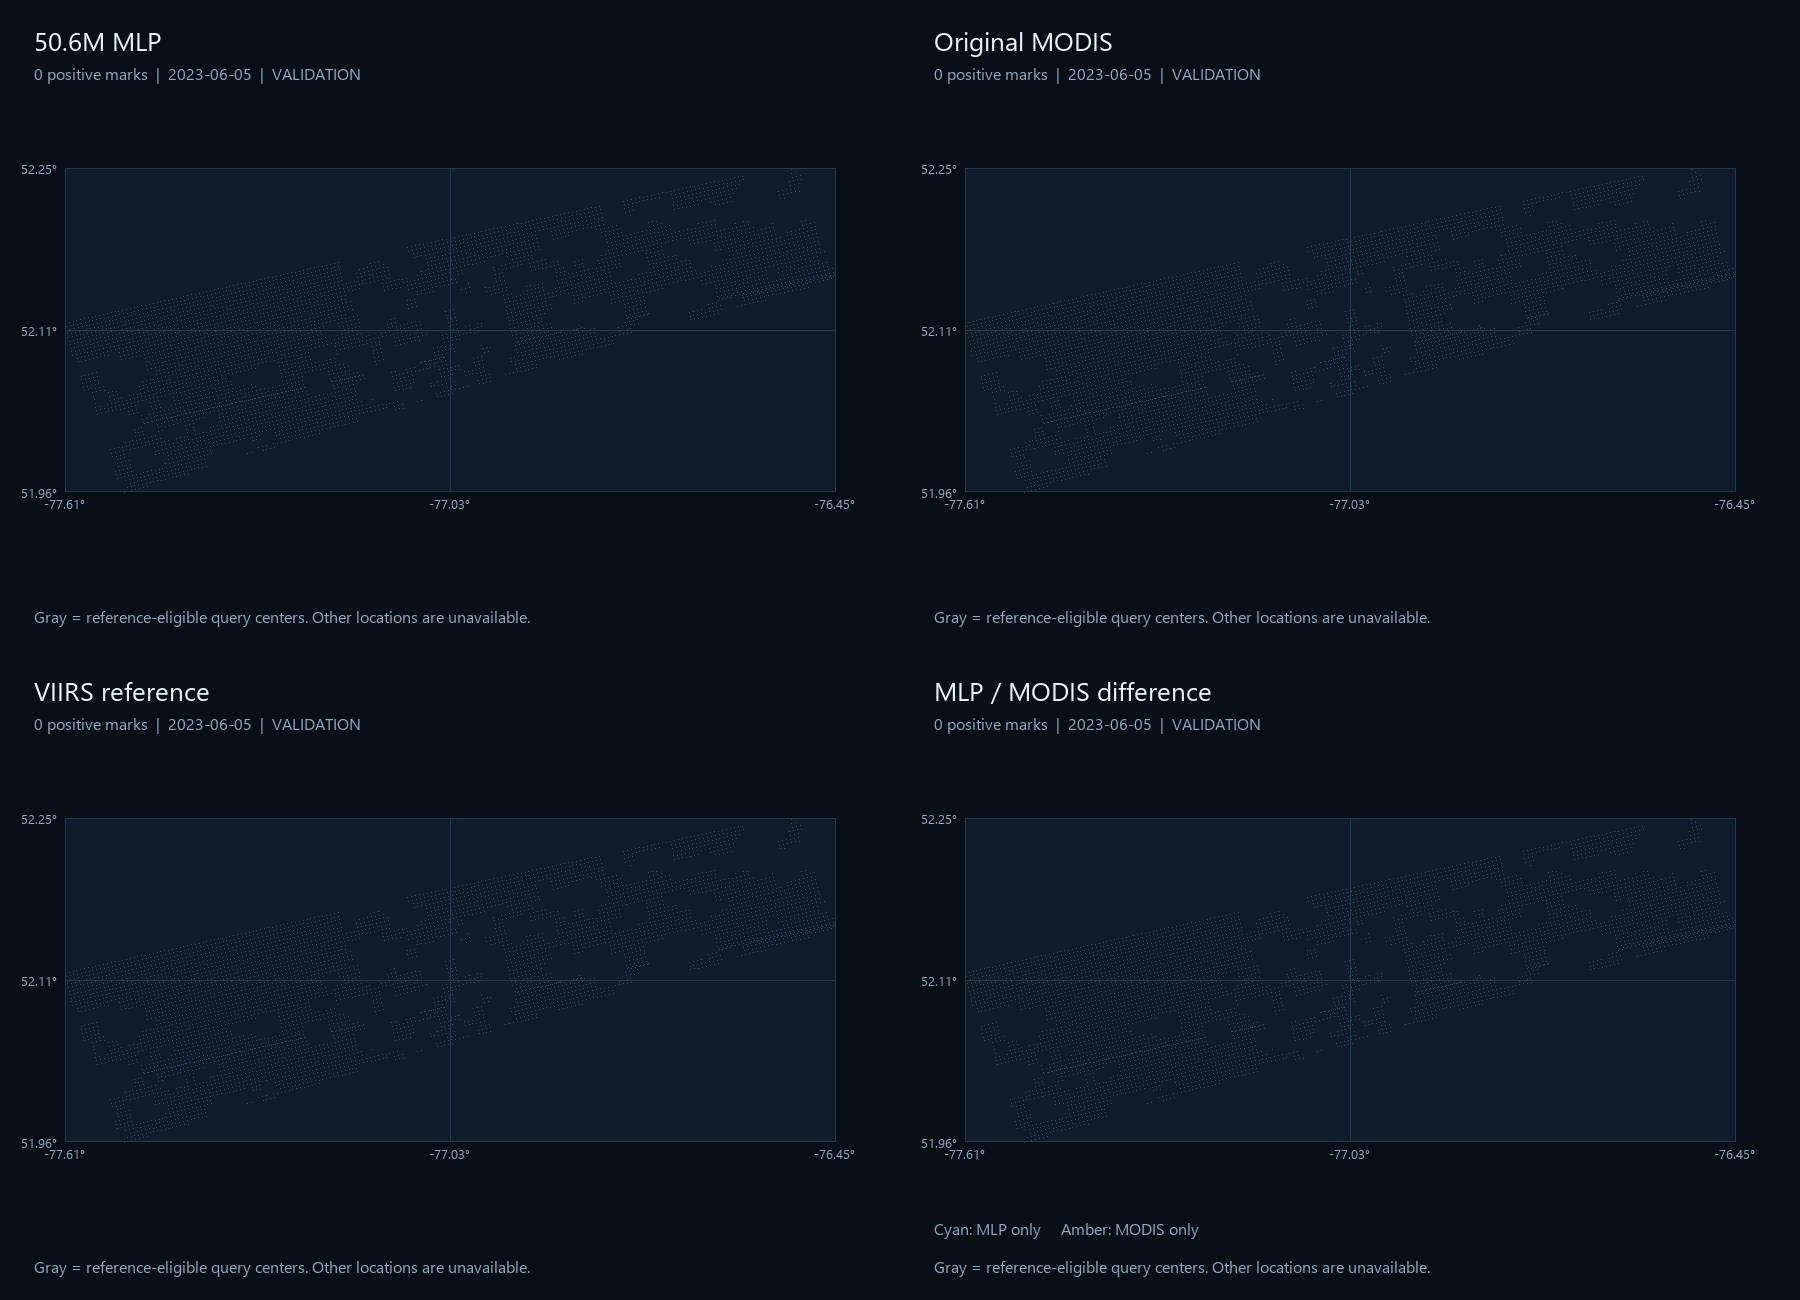 50.6M MLP
0 positive marks | 2023-06-05 | VALIDATION
52.25°
52.11°
51.96°
-77.61°
-77.03°
-76.45°
Gray = reference-eligible query centers. Other locations are unavailable.
Original MODIS
0 positive marks | 2023-06-05 | VALIDATION
52.25°
52.11°
51.96°
-77.61°
-77.03°
-76.45°
Gray = reference-eligible query centers. Other locations are unavailable.
VIIRS reference
0 positive marks | 2023-06-05 | VALIDATION
52.25°
52.11°
51.96°
-77.61°
-77.03°
-76.45°
Gray = reference-eligible query centers. Other locations are unavailable.
MLP / MODIS difference
0 positive marks | 2023-06-05 | VALIDATION
52.25°
52.11°
51.96°
-77.61°
-77.03°
-76.45°
Cyan: MLP only Amber: MODIS only
Gray = reference-eligible query centers. Other locations are unavailable.